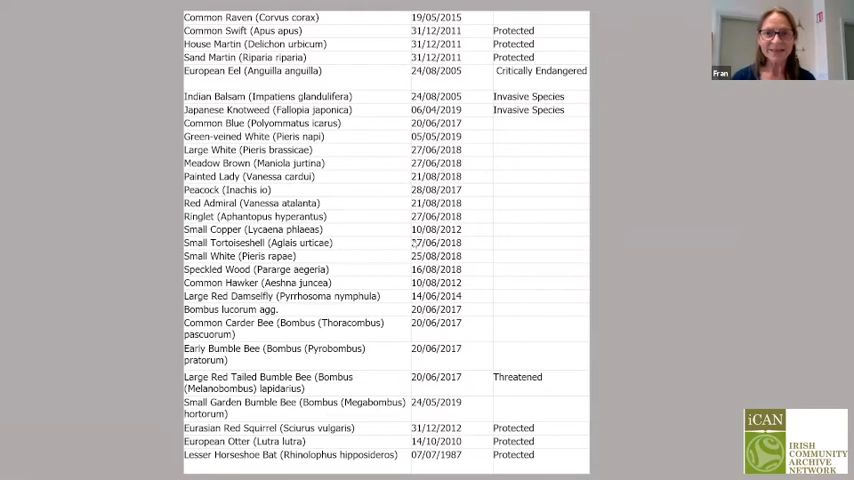 Common Raven (Corvus corax) 19/05/2015
Common Swift (Apus apus) 31/12/2011 Protected
House Martin (Delichon urbicum) 31/12/2011 Protected
Sand Martin (Riparia riparia) 31/12/2011 Protected
European Eel (Anguilla anguilla) 24/08/2005 Critically Endangered
Indian Balsam (Impatiens glandulifera) 24/08/2005 Invasive Species
Japanese Knotweed (Fallopia japonica) 06/04/2019 Invasive Species
Common Blue (Polyommatus icarus) 20/06/2017
Green-veined White (Pieris napi) 05/05/2019
Large White (Pieris brassicae) 27/06/2018
Meadow Brown (Maniola jurtina) 27/06/2018
Painted Lady (Vanessa cardui) 21/08/2018
Peacock (Inachis io) 28/08/2017
Red Admiral (Vanessa atalanta) 21/08/2018
Ringlet (Aphantopus hyperantus) 27/06/2018
Small Copper (Lycaena phlaeas) 10/08/2012
Small Tortoiseshell (Aglais urticae) 27/06/2018
Small White (Pieris rapae) 25/08/2018
Speckled Wood (Pararge aegeria) 16/08/2018
Common Hawker (Aeshna juncea) 10/08/2012
Large Red Damselfly (Pyrrhosoma nymphula) 14/06/2014
Bombus lucorum agg. 20/06/2017
Common Carder Bee (Bombus (Thoracombus) 20/06/2017
pascuorum)
Early Bumble Bee (Bombus (Pyrobombus) 20/06/2017
pratorum)
Large Red Tailed Bumble Bee (Bombus 20/06/2017 Threatened
(Melanobombus) lapidarius)
Small Garden Bumble Bee (Bombus (Megabombus) 24/05/2019
hortorum)
Eurasian Red Squirrel (Sciurus vulgaris) 31/12/2012 Protected
European Otter (Lutra lutra) 14/10/2010 Protected
Lesser Horseshoe Bat (Rhinolophus hipposideros) 07/07/1987 Protected
Fran
iCAN
IRISH
COMMUNITY
ARCHIVE
NETWORK